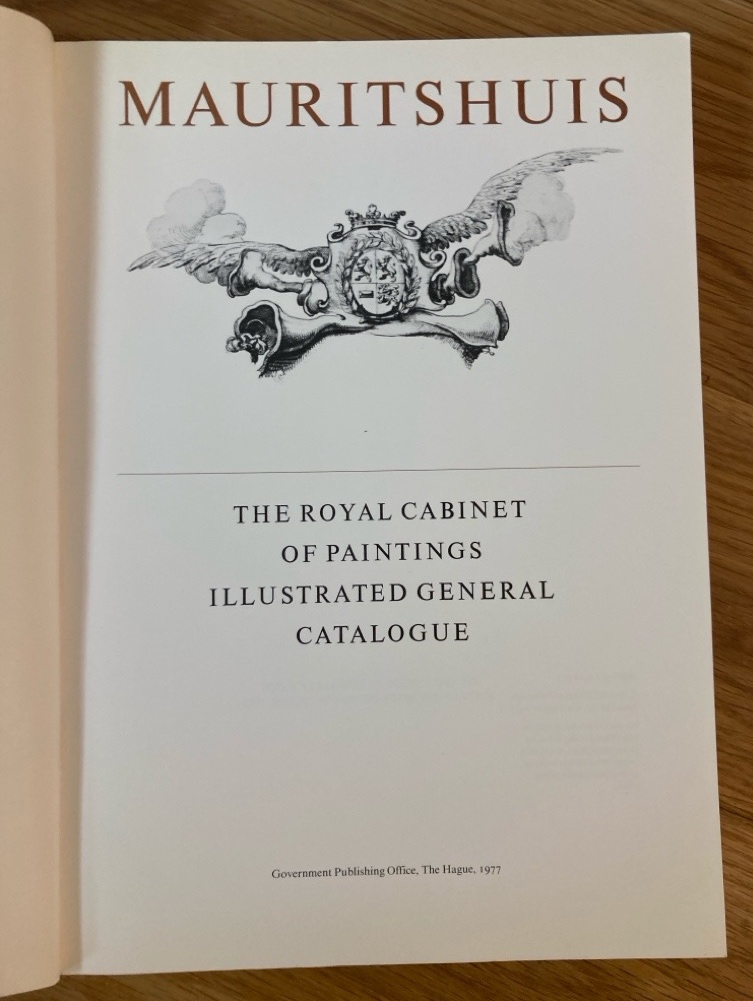 MAURITSHUIS
THE ROYAL CABINET
OF PAINTINGS
ILLUSTRATED GENERAL
CATALOGUE
Government Publishing Office, The Hague, 1977